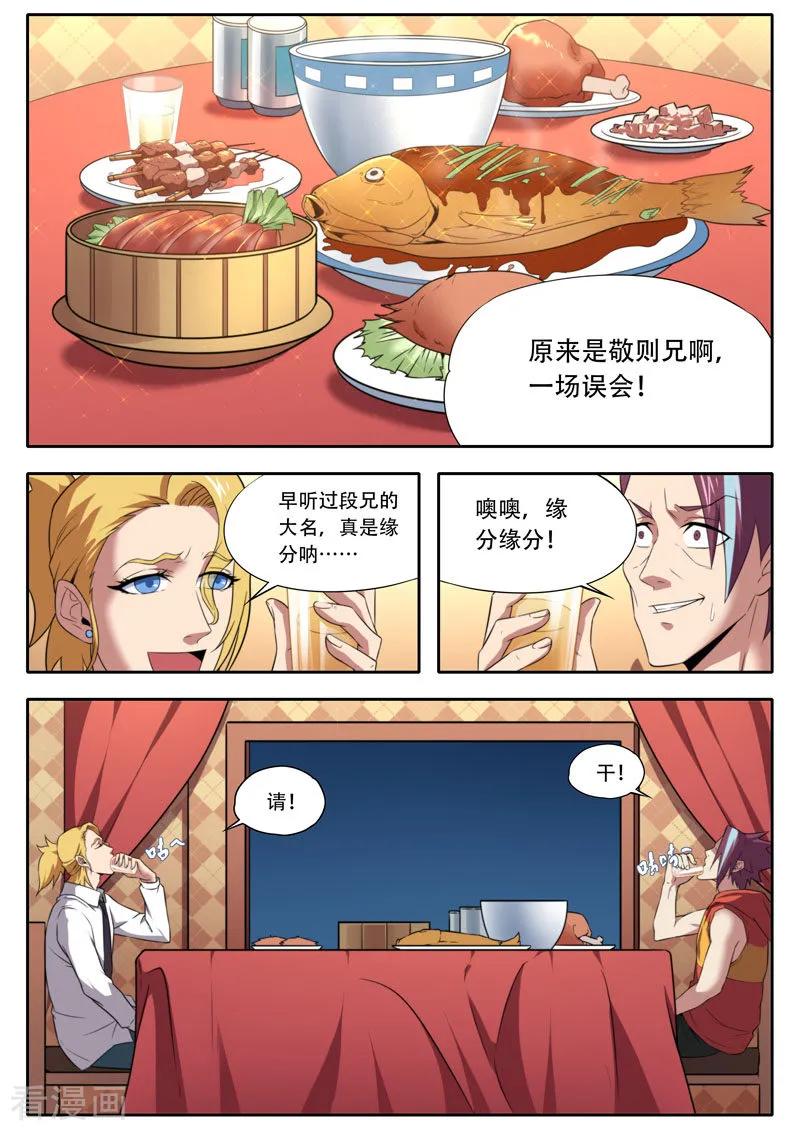 原来是敬则兄啊,
一场误会!
早听过段兄的
大名，真是缘
分呐……
噢噢，缘
分缘分!
请!
干!
咕~
咕咕~
看漫画